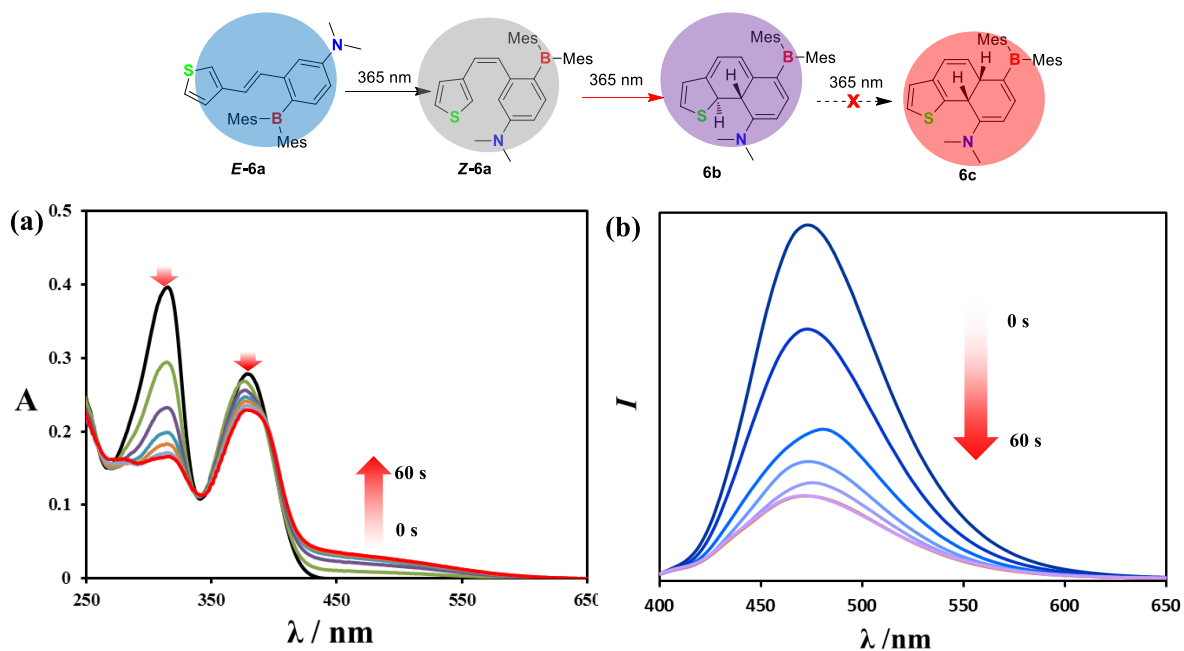 S
N
B
Mes
Mes
E-6a
365 nm
Mes
B
Mes
S
N
Z-6a
365 nm
Mes
B
Mes
H
H
S
N
6b
365 nm
X
Mes
B
Mes
H
H
S
N
6c
(a)
0.5
0.4
0.3
0.2
0.1
0
A
60 s
0 s
250 350 450 550 650
λ / nm
(b)
I
0 s
60 s
400 450 500 550 600 650
λ /nm